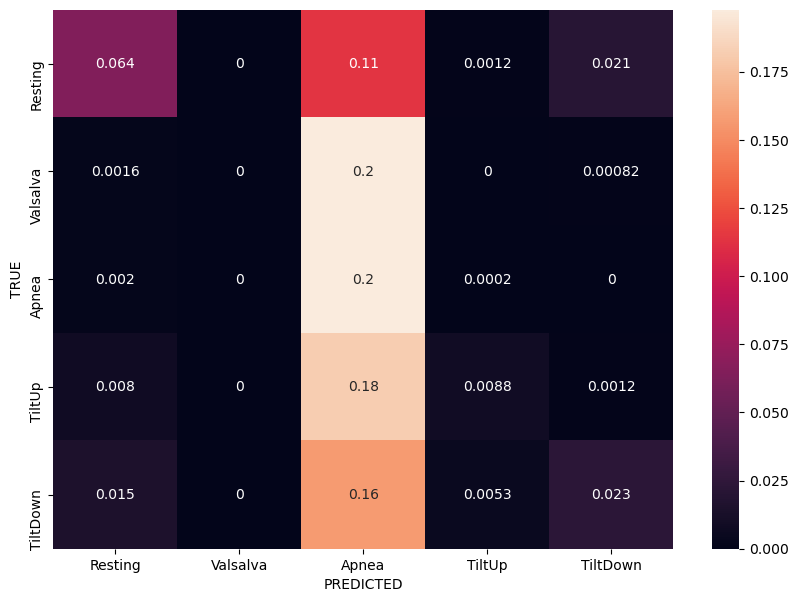 Resting 0.064 0 0.11 0.0012 0.021
Valsalva 0.0016 0 0.2 0 0.00082
Apnea 0.002 0 0.2 0.0002 0
TiltUp 0.008 0 0.18 0.0088 0.0012
TiltDown 0.015 0 0.16 0.0053 0.023
TRUE
Resting Valsalva Apnea TiltUp TiltDown
PREDICTED
0.175
0.150
0.125
0.100
0.075
0.050
0.025
0.000